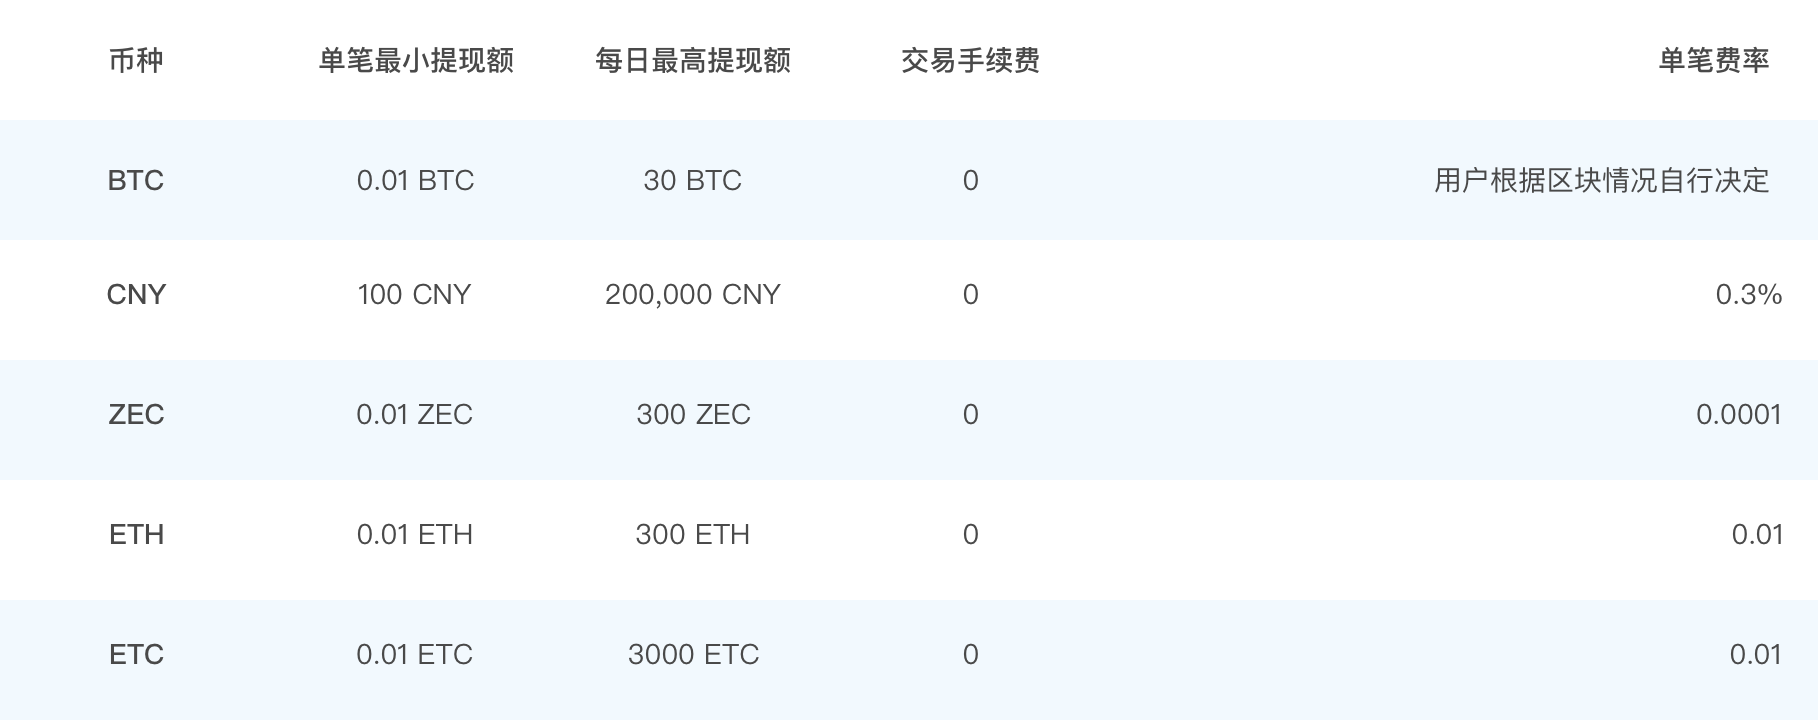 币种 单笔最小提现额 每日最高提现额 交易手续费 单笔费率
BTC 0.01 BTC 30 BTC 0 用户根据区块情况自行决定
CNY 100 CNY 200,000 CNY 0 0.3%
ZEC 0.01 ZEC 300 ZEC 0 0.0001
ETH 0.01 ETH 300 ETH 0 0.01
ETC 0.01 ETC 3000 ETC 0 0.01